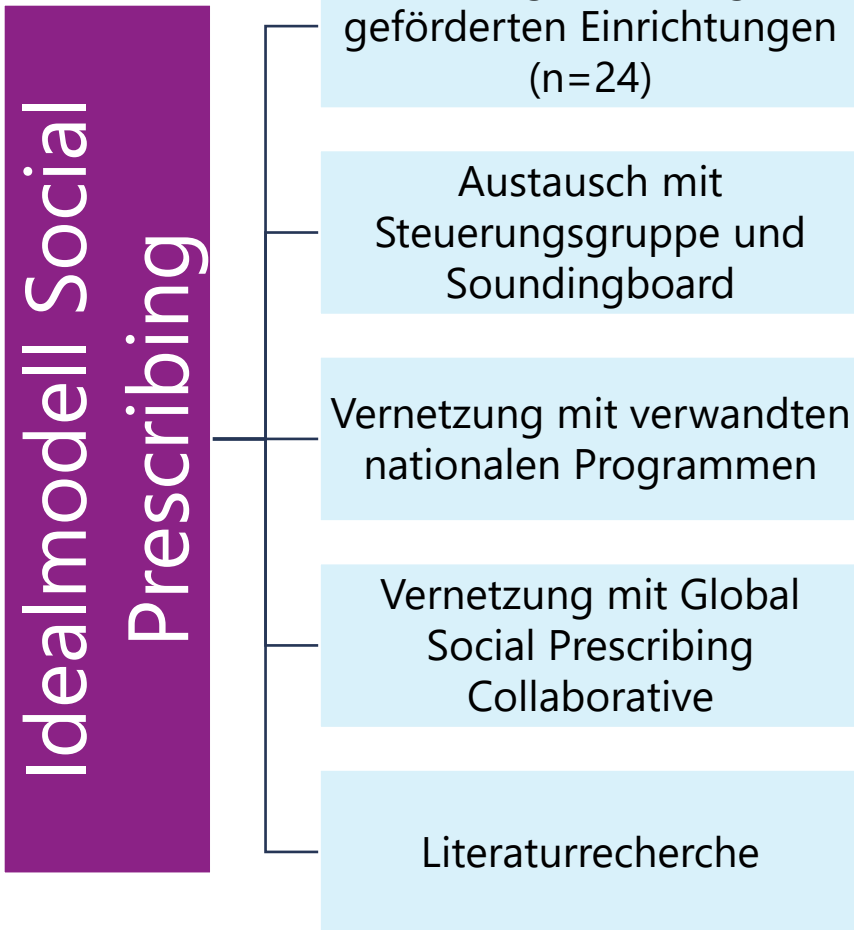 Idealmodell Social
Prescribing
geförderten Einrichtungen
(n=24)
Austausch mit
Steuerungsgruppe und
Soundingboard
Vernetzung mit verwandten
nationalen Programmen
Vernetzung mit Global
Social Prescribing
Collaborative
Literaturrecherche